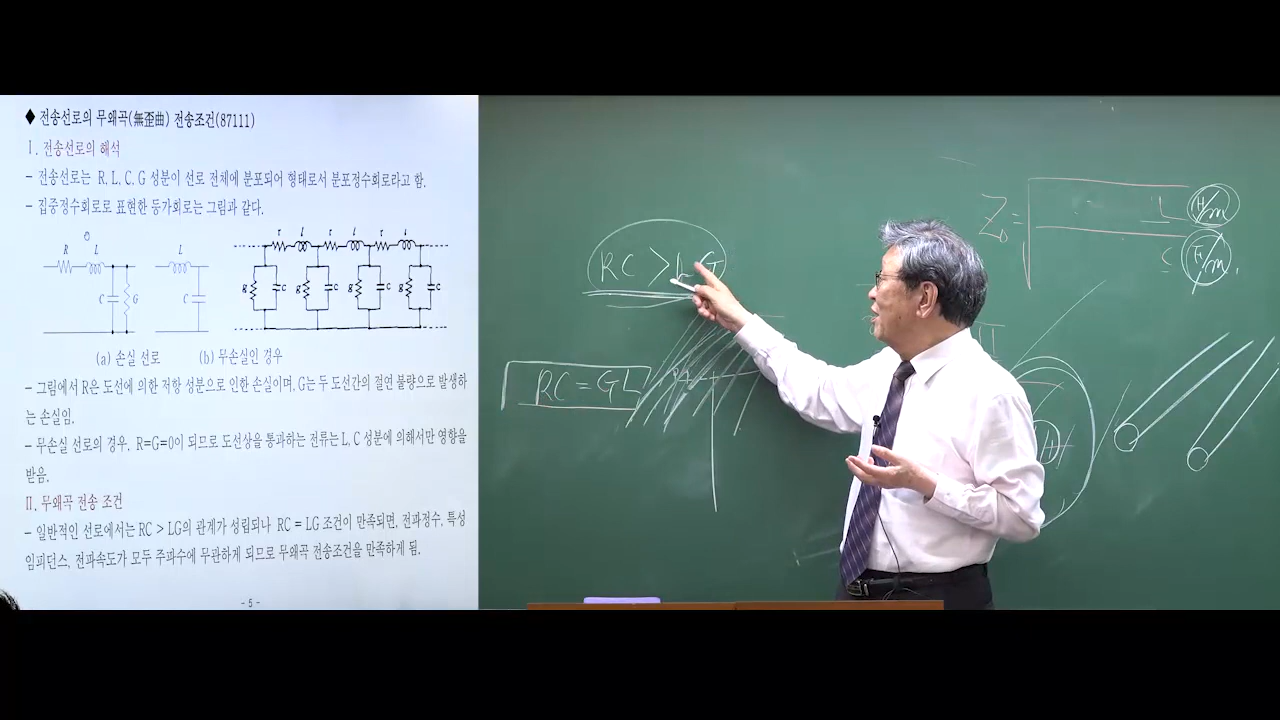 ◆ 전송선로의 무왜곡(無歪曲) 전송조건(87111)
Ⅰ. 전송선로의 해석
- 전송선로는 R, L, C, G 성분이 선로 전체에 분포되어 형태로서 분포정수회로라고 함.
- 집중정수회로로 표현한 등가회로는 그림과 같다.
R L C G
L C
r l r l r l
g c g c g c g c
(a) 손실 선로 (b) 무손실인 경우
- 그림에서 R은 도선에 의한 저항 성분으로 인한 손실이며, G는 두 도선간의 절연 불량으로 발생하
는 손실임.
- 무손실 선로의 경우. R=G=0이 되므로 도선상을 통과하는 전류는 L, C 성분에 의해서만 영향을
받음.
Ⅱ. 무왜곡 전송 조건
- 일반적인 선로에서는 RC > LG의 관계가 성립되나 RC = LG 조건이 만족되면, 전파정수, 특성
임피던스, 전파속도가 모두 주파수에 무관하게 되므로 무왜곡 전송조건을 만족하게 됨.
- 5 -
RC > LG
RC = GL
Z₀ = L H/m
C F/m